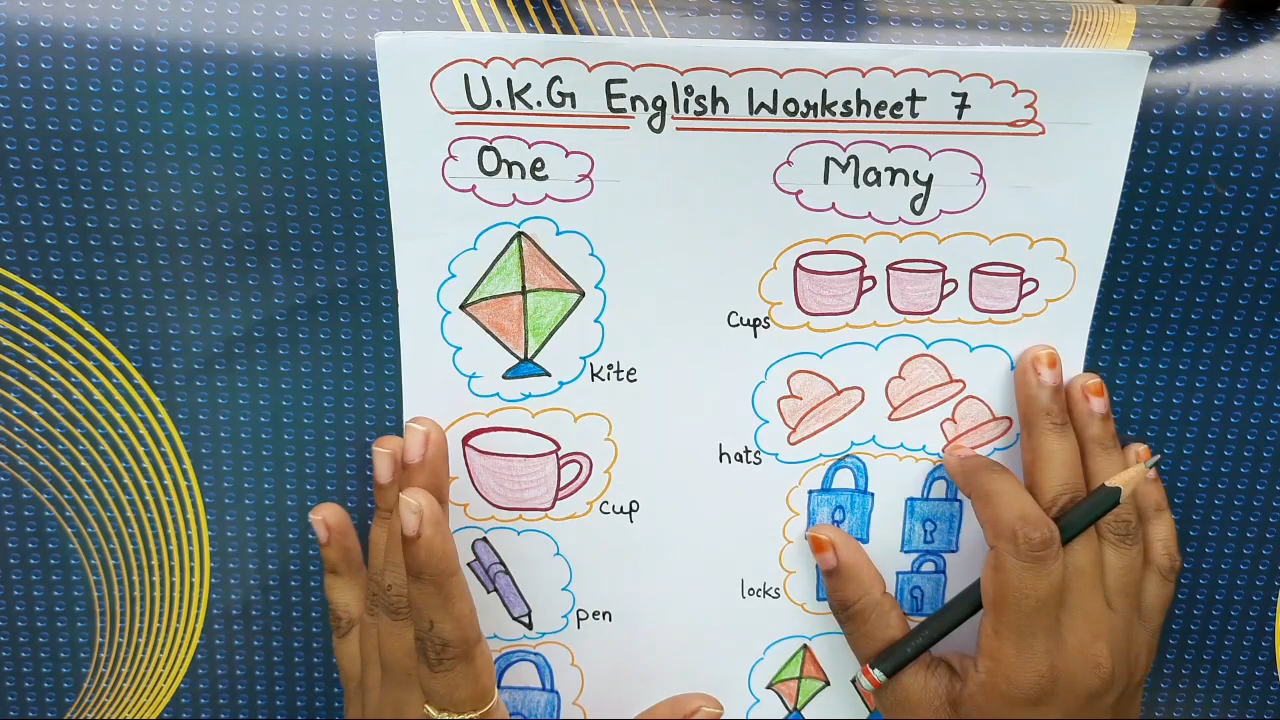 U.K.G English Worksheet 7
One
Many
Kite
Cups
cup
hats
pen
locks